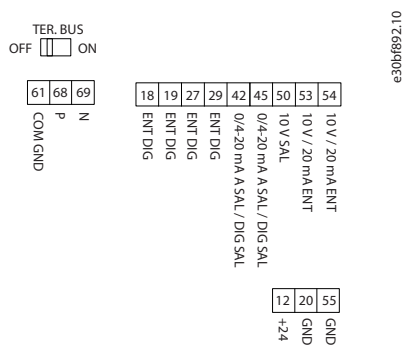 TER. BUS
OFF ON
61 68 69
COM GND
P
N
18 19 27 29 42 45 50 53 54
ENT DIG
ENT DIG
ENT DIG
ENT DIG
0/4-20 mA A SAL / DIG SAL
0/4-20 mA A SAL / DIG SAL
10 V SAL
10 V / 20 mA ENT
10 V / 20 mA ENT
12 20 55
+24
GND
GND
e30bf892.10